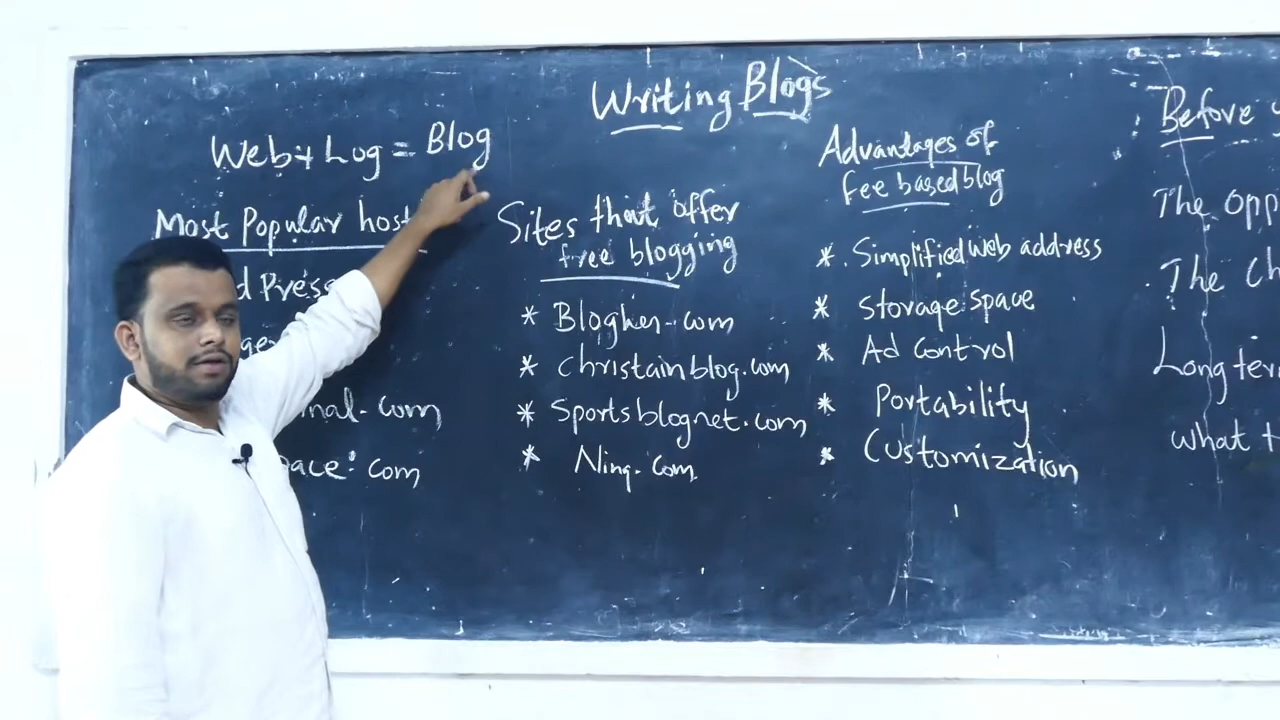 Writing Blogs
Web + Log = Blog
Most Popular host
d Press
ger
nal.com
pace.com
Sites that offer
free blogging
* Blogher.com
* Christainblog.com
* Sportsblognet.com
* Ning.com
Advantages of
fee based blog
* Simplified web address
* Storage space
* Ad control
* Portability
* Customization
Before y
The opp
The Ch
Long ter
what t